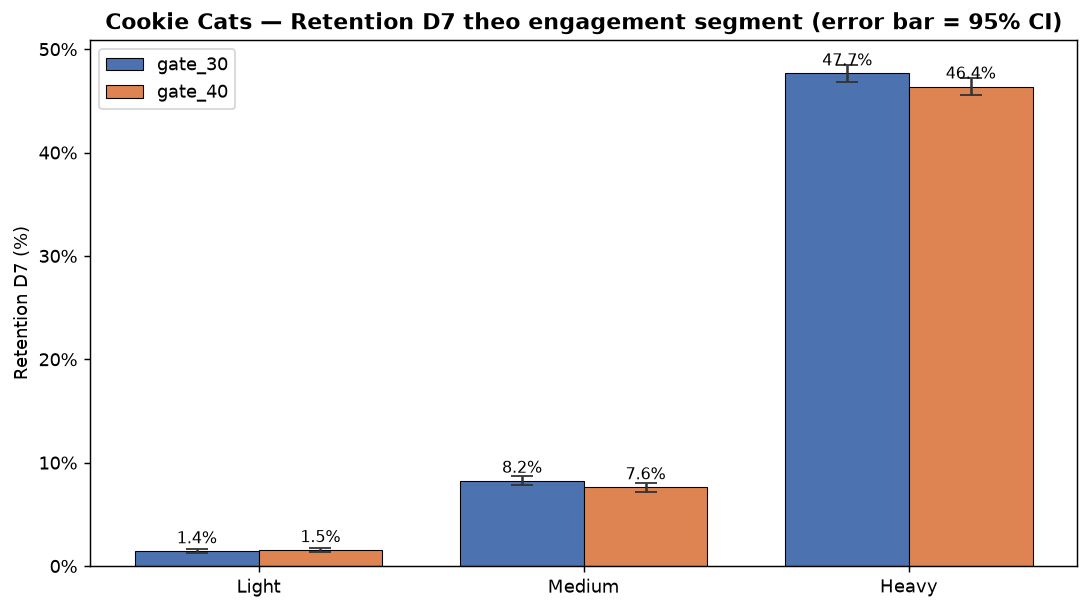 Cookie Cats — Retention D7 theo engagement segment (error bar = 95% CI)
gate_30
gate_40
Retention D7 (%)
50%
40%
30%
20%
10%
0%
1.4%
1.5%
8.2%
7.6%
47.7%
46.4%
Light
Medium
Heavy